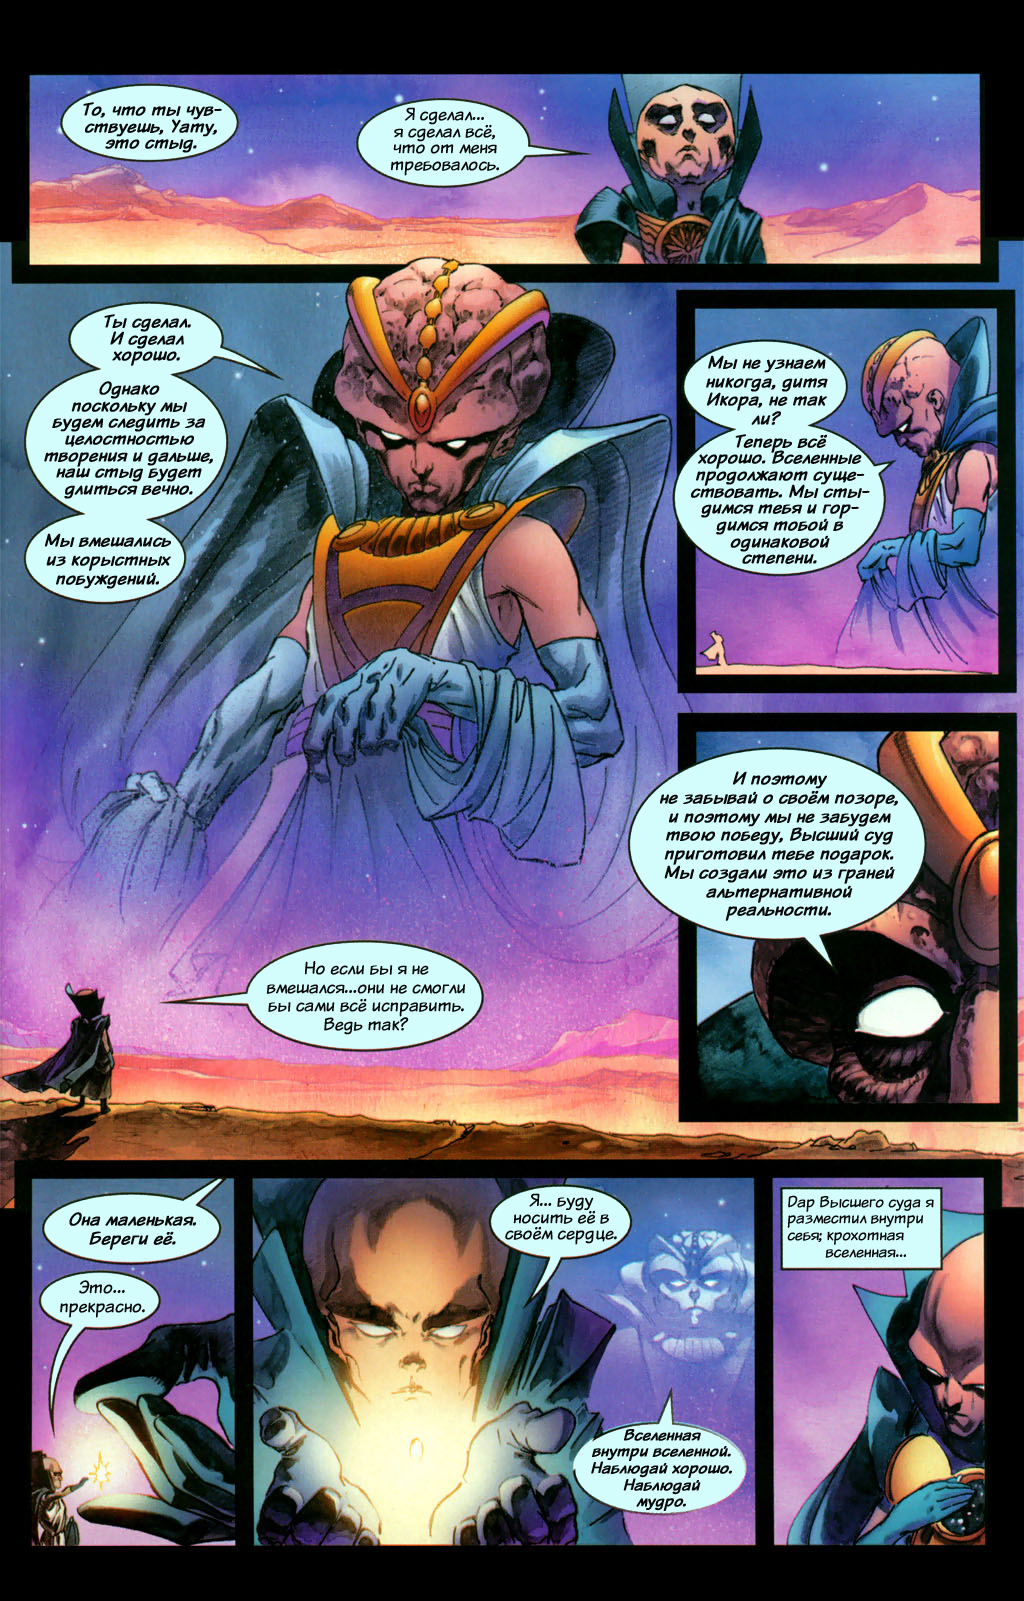 То, что ты чув-
ствуешь, Уату,
это стыд.
Я сделал...
я сделал всё,
что от меня
требовалось.
Ты сделал.
И сделал
хорошо.
Однако
поскольку мы
будем следить за
целостностью
творения и дальше,
наш стыд будет
длиться вечно.
Мы вмешались
из корыстных
побуждений.
Но если бы я не
вмешался...они не смогли
бы сами всё исправить.
Ведь так?
Мы не узнаем
никогда, дитя
Икора, не так
ли?
Теперь всё
хорошо. Вселенные
продолжают суще-
ствовать. Мы сты-
димся тебя и гор-
димся тобой в
одинаковой
степени.
И поэтому
не забывай о своём позоре,
и поэтому мы не забудем
твою победу, Высший суд
приготовил тебе подарок.
Мы создали это из граней
альтернативной
реальности.
Она маленькая.
Береги её.
Это...
прекрасно.
Я... буду
носить её в
своём сердце.
Вселенная
внутри вселенной.
Наблюдай хорошо.
Наблюдай
мудро.
Дар Высшего суда я
разместил внутри
себя; крохотная
вселенная...